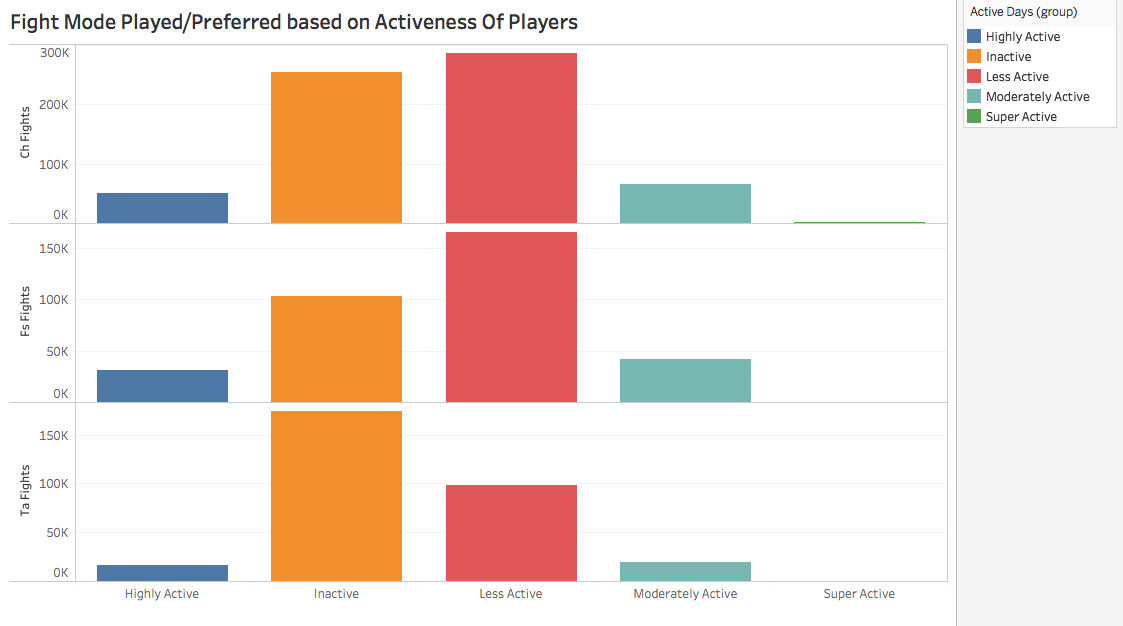 Fight Mode Played/Preferred based on Activeness Of Players
Active Days (group)
Highly Active
Inactive
Less Active
Moderately Active
Super Active
Ch Fights
300K
200K
100K
0K
Fs Fights
150K
100K
50K
0K
Ta Fights
150K
100K
50K
0K
Highly Active
Inactive
Less Active
Moderately Active
Super Active